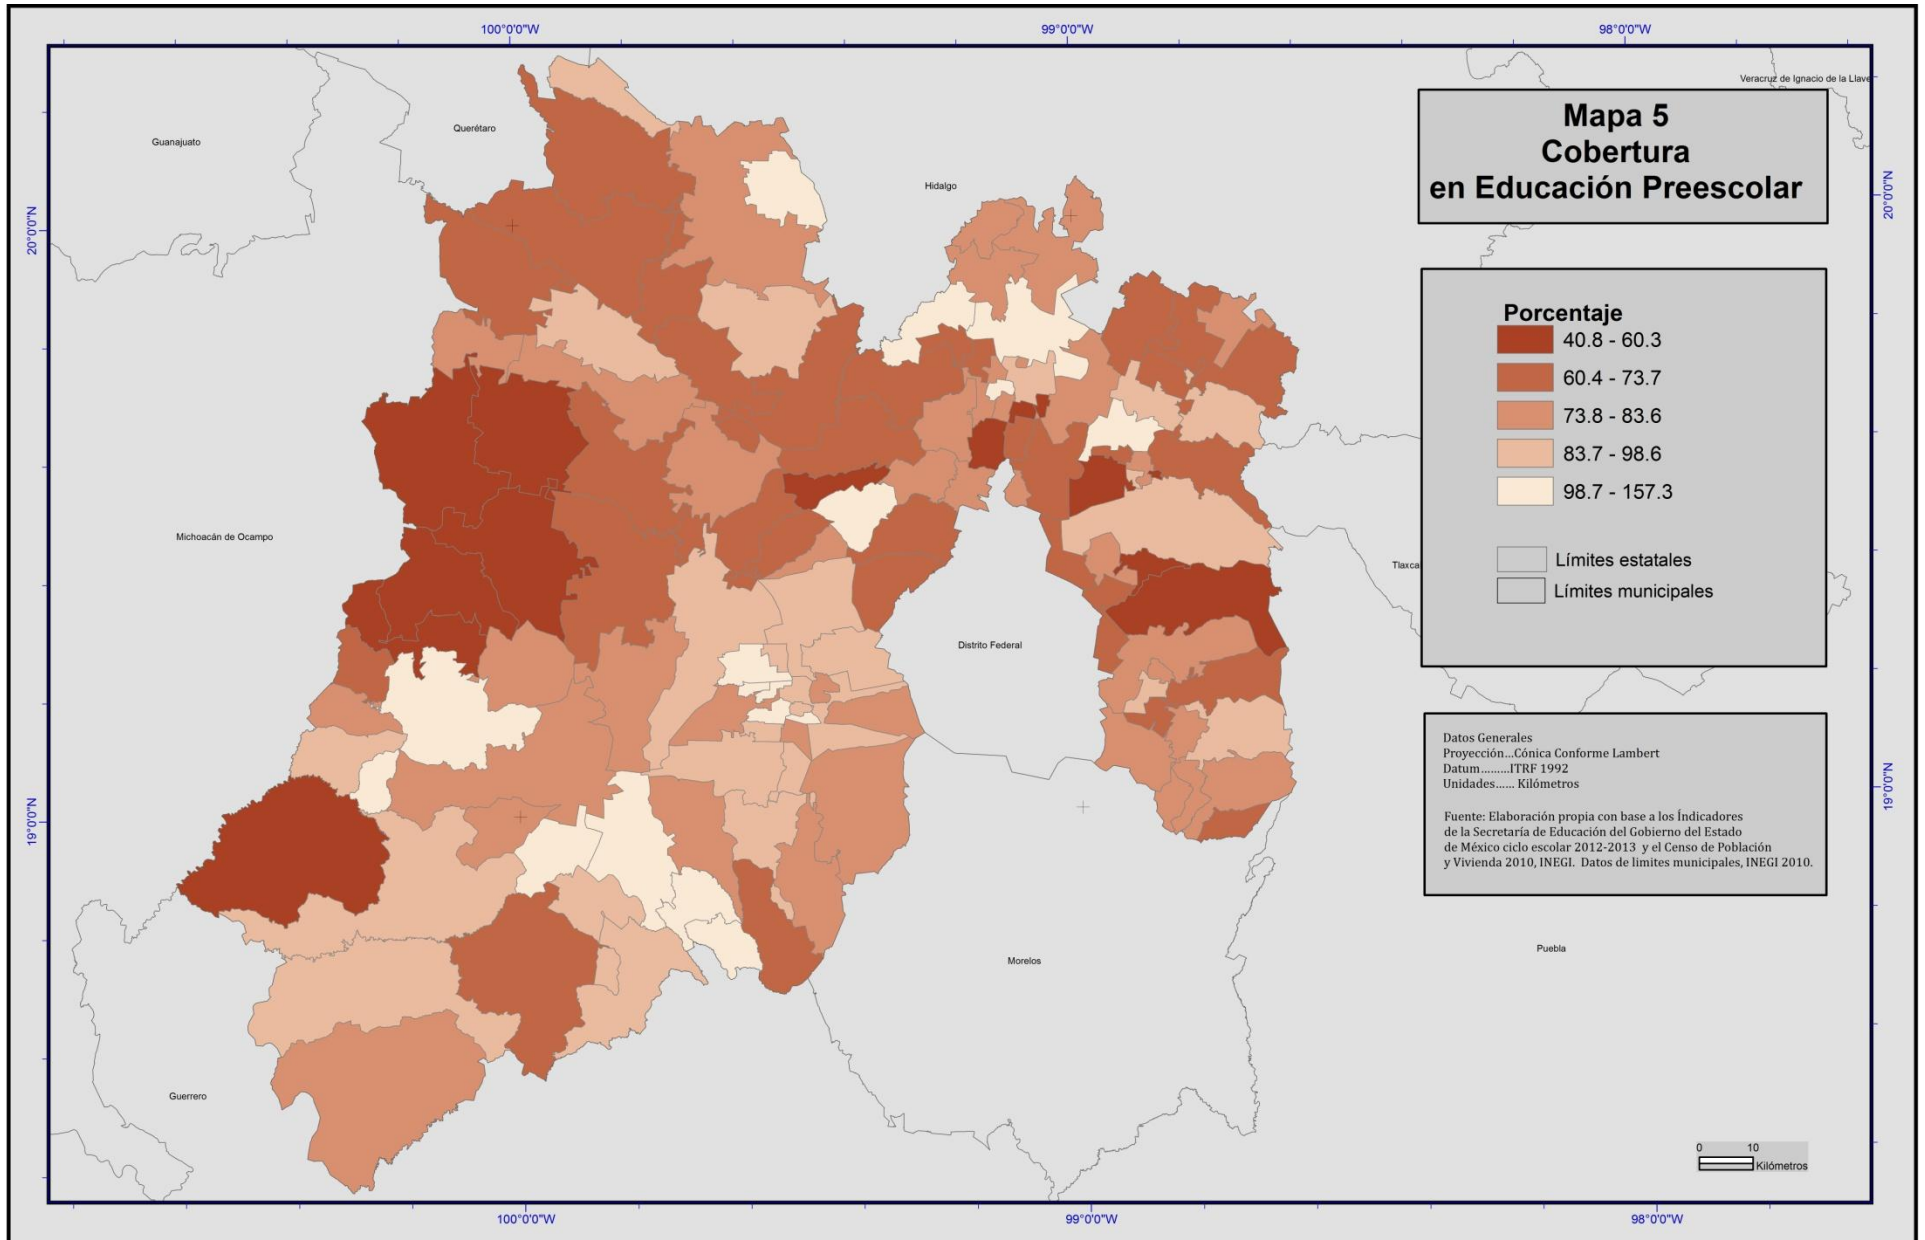 100°0'0"W
99°0'0"W
98°0'0"W
Veracruz de Ignacio de la Llave
Guanajuato
Querétaro
Hidalgo
20°0'0"N
20°0'0"N
Mapa 5
Cobertura
en Educación Preescolar
Porcentaje
40.8 - 60.3
60.4 - 73.7
73.8 - 83.6
83.7 - 98.6
98.7 - 157.3
Límites estatales
Límites municipales
Michoacán de Ocampo
Tlaxca
Distrito Federal
Datos Generales
Proyección...Cónica Conforme Lambert
Datum.........ITRF 1992
Unidades...... Kilómetros
Fuente: Elaboración propia con base a los Índicadores
de la Secretaría de Educación del Gobierno del Estado
de México ciclo escolar 2012-2013 y el Censo de Población
y Vivienda 2010, INEGI. Datos de limites municipales, INEGI 2010.
19°0'0"N
19°0'0"N
Puebla
Morelos
Guerrero
0 10
Kilómetros
100°0'0"W
99°0'0"W
98°0'0"W